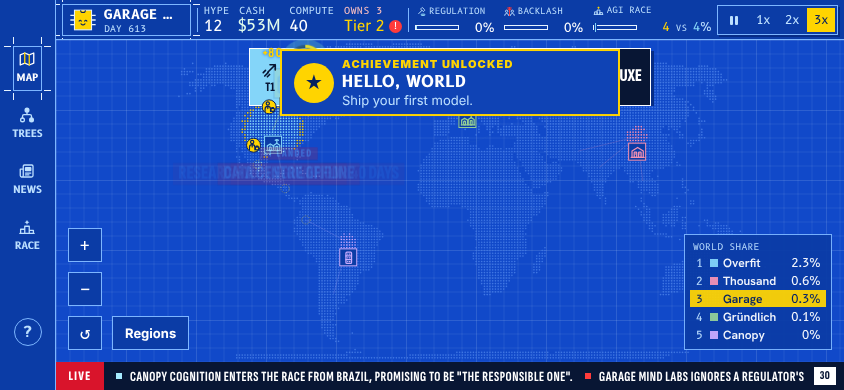 GARAGE ...
DAY 613
HYPE
12
CASH
$53M
COMPUTE
40
OWNS 3
Tier 2 !
REGULATION
0%
BACKLASH
0%
AGI RACE
4 VS 4%
1x
2x
3x
MAP
TREES
NEWS
RACE
?
T1
ACHIEVEMENT UNLOCKED
HELLO, WORLD
Ship your first model.
UXE
+
−
↺
Regions
WORLD SHARE
1 Overfit 2.3%
2 Thousand 0.6%
3 Garage 0.3%
4 Gründlich 0.1%
5 Canopy 0%
LIVE
CANOPY COGNITION ENTERS THE RACE FROM BRAZIL, PROMISING TO BE "THE RESPONSIBLE ONE".
GARAGE MIND LABS IGNORES A REGULATOR'S
30